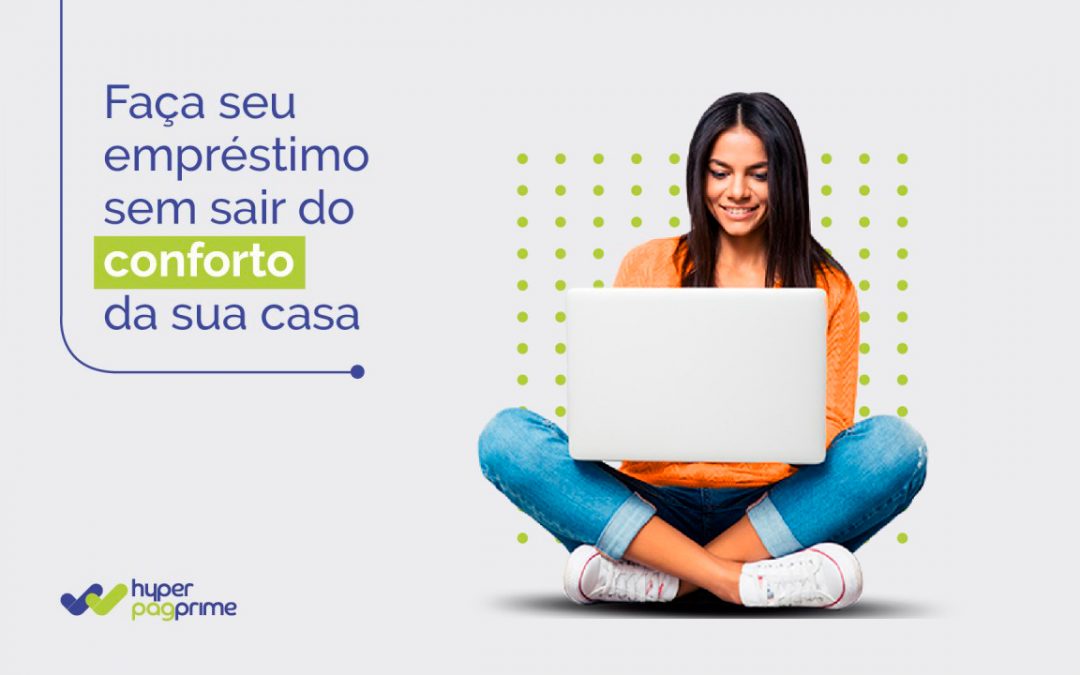 Faça seu
empréstimo
sem sair do
conforto
da sua casa
hyper
pagprime